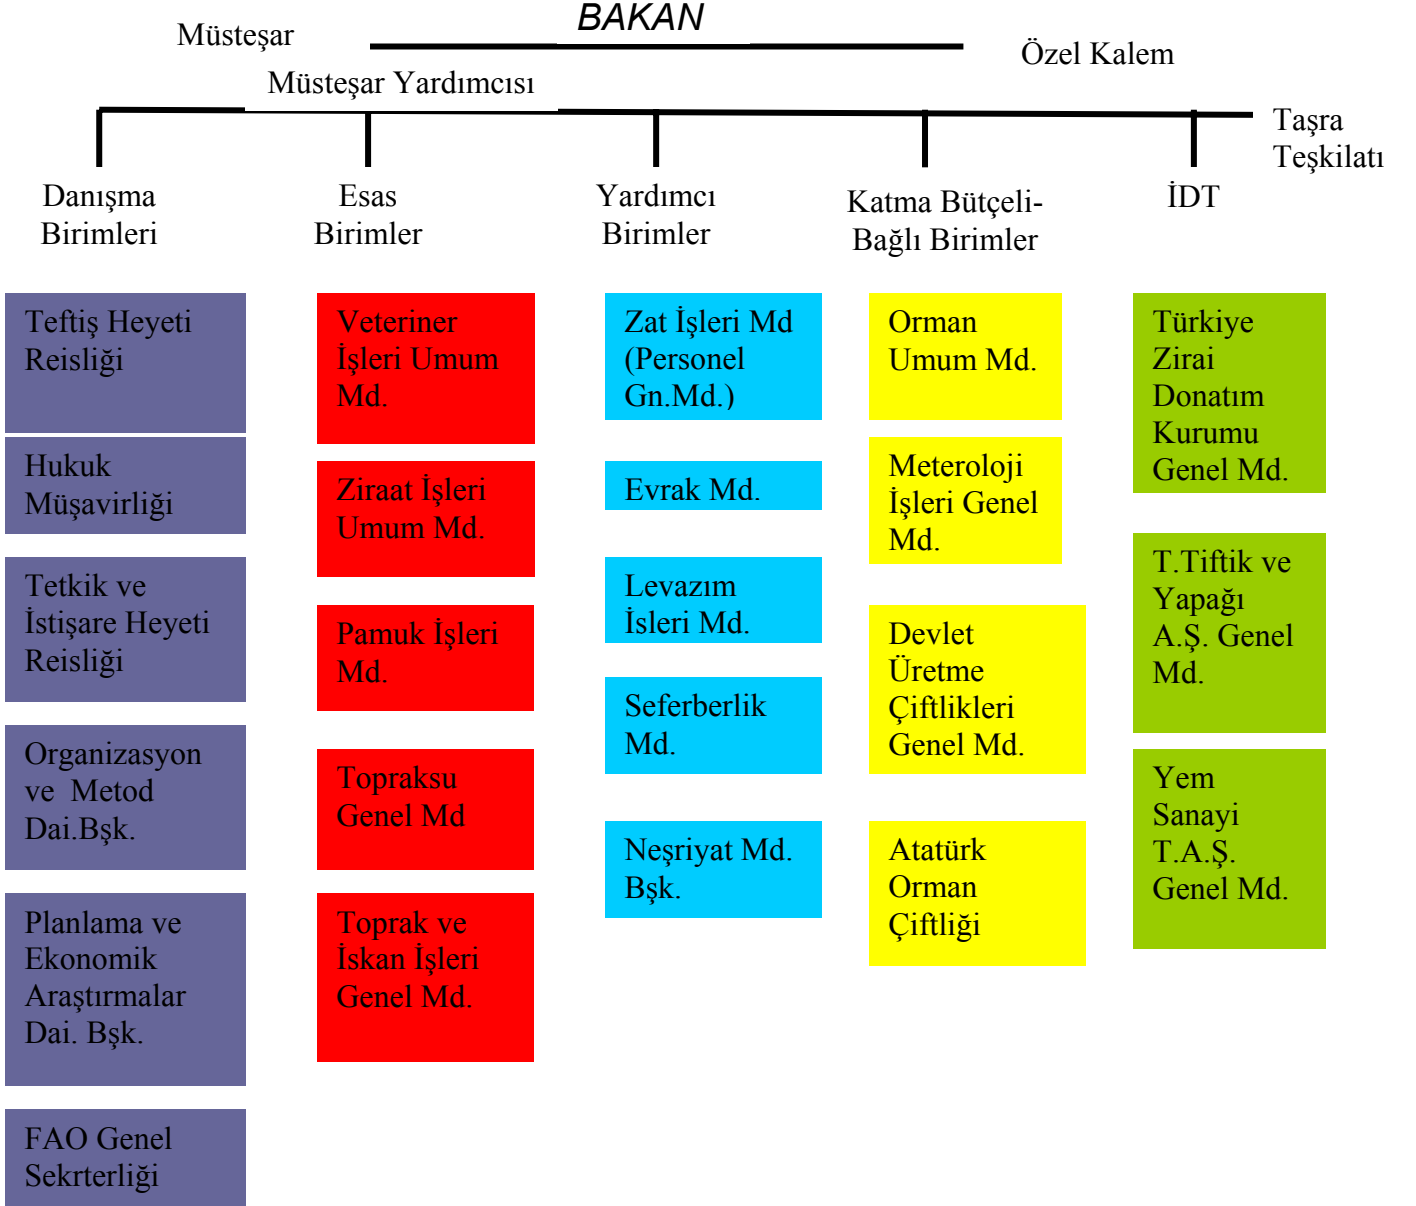 BAKAN
Müsteşar
Özel Kalem
Müsteşar Yardımcısı
Taşra
Teşkilatı
Danışma
Birimleri
Esas
Birimler
Yardımcı
Birimler
Katma Bütçeli-
Bağlı Birimler
İDT
Teftiş Heyeti
Reisliği
Hukuk
Müşavirliği
Tetkik ve
İstişare Heyeti
Reisliği
Organizasyon
ve Metod
Dai.Bşk.
Planlama ve
Ekonomik
Araştırmalar
Dai. Bşk.
FAO Genel
Sekrterliği
Veteriner
İşleri Umum
Md.
Ziraat İşleri
Umum Md.
Pamuk İşleri
Md.
Topraksu
Genel Md
Toprak ve
İskan İşleri
Genel Md.
Zat İşleri Md
(Personel
Gn.Md.)
Evrak Md.
Levazım
İsleri Md.
Seferberlik
Md.
Neşriyat Md.
Bşk.
Orman
Umum Md.
Meteroloji
İşleri Genel
Md.
Devlet
Üretme
Çiftlikleri
Genel Md.
Atatürk
Orman
Çiftliği
Türkiye
Zirai
Donatım
Kurumu
Genel Md.
T.Tiftik ve
Yapağı
A.Ş. Genel
Md.
Yem
Sanayi
T.A.Ş.
Genel Md.